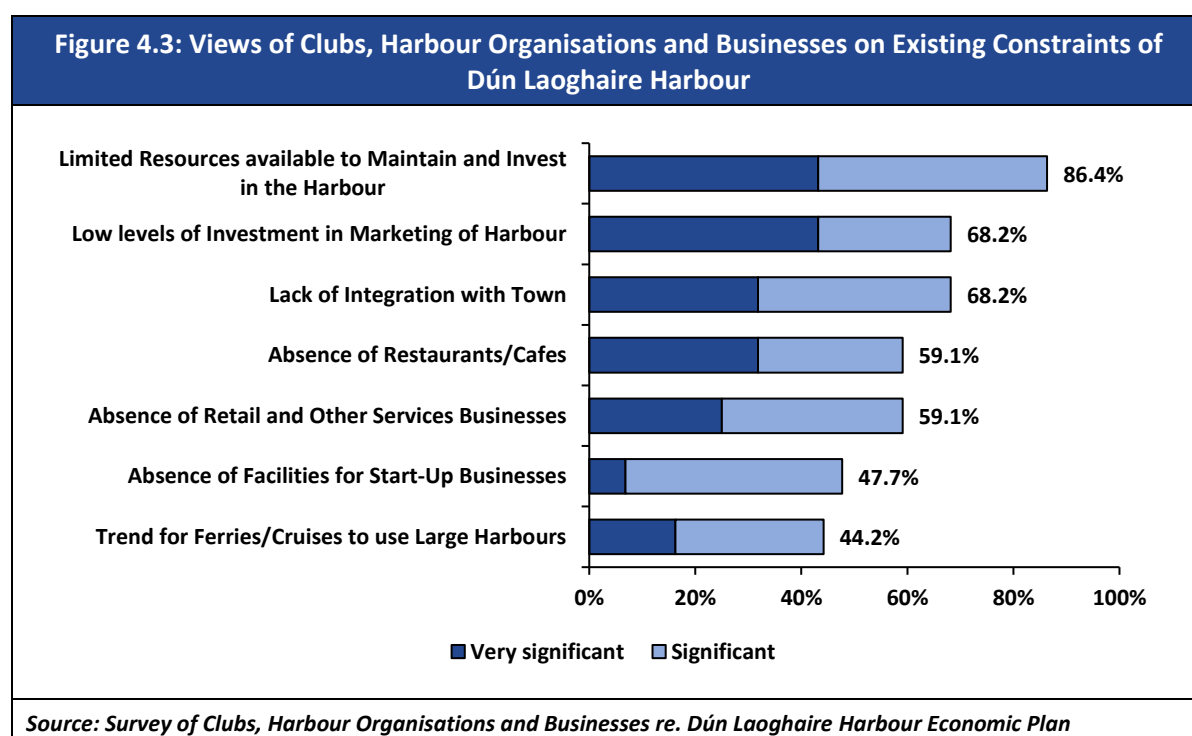 Figure 4.3: Views of Clubs, Harbour Organisations and Businesses on Existing Constraints of
Dún Laoghaire Harbour
Limited Resources available to Maintain and Invest
in the Harbour
86.4%
Low levels of Investment in Marketing of Harbour
68.2%
Lack of Integration with Town
68.2%
Absence of Restaurants/Cafes
59.1%
Absence of Retail and Other Services Businesses
59.1%
Absence of Facilities for Start-Up Businesses
47.7%
Trend for Ferries/Cruises to use Large Harbours
44.2%
0% 20% 40% 60% 80% 100%
Very significant Significant
Source: Survey of Clubs, Harbour Organisations and Businesses re. Dún Laoghaire Harbour Economic Plan